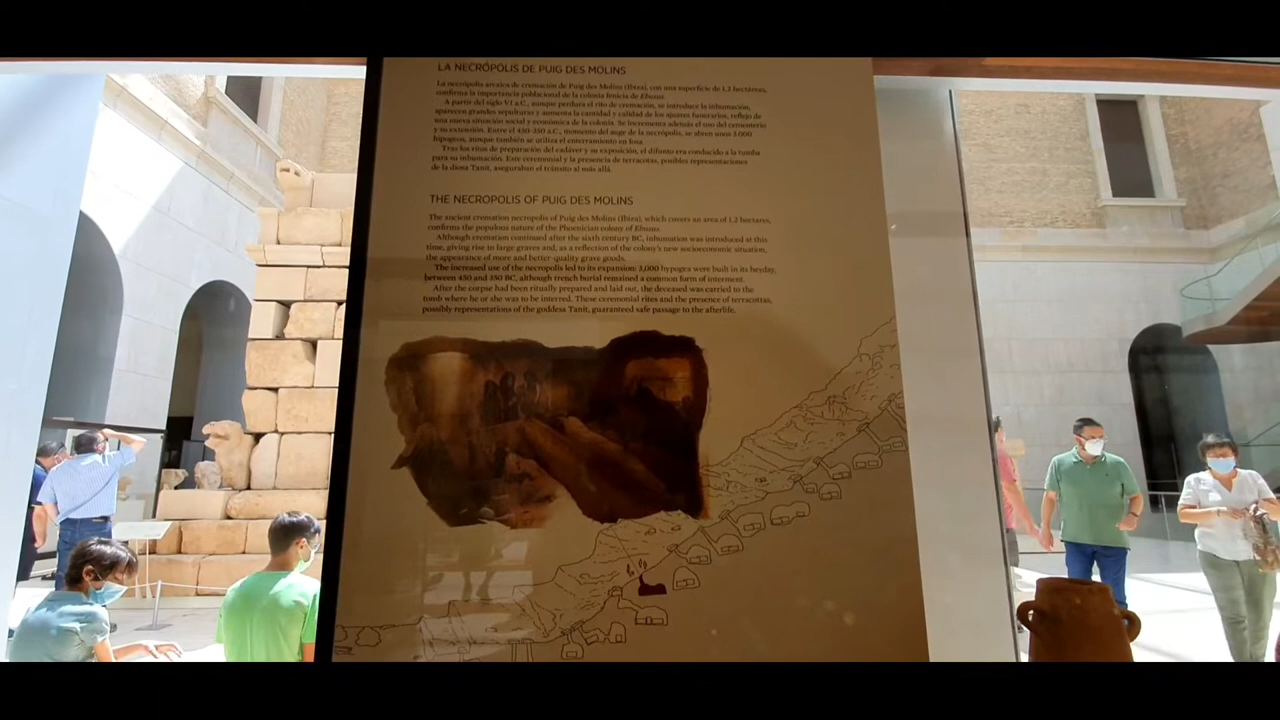 LA NECRÓPOLIS DE PUIG DES MOLINS
La necrópolis arcaica de cremación de Puig des Molins (Ibiza), con una superficie de 1,2 hectáreas,
confirma la importancia poblacional de la colonia fenicia de Ebusus.
A partir del siglo VI a.C., aunque perdura el rito de cremación, se introduce la inhumación,
aparecen grandes sepulturas y aumenta la cantidad y calidad de los ajuares funerarios, reflejo de
una nueva situación social y económica de la colonia. Se incrementa además el uso del cementerio
y su extensión. Entre el 450-350 a.C., momento del auge de la necrópolis, se abren unos 3.000
hipogeos, aunque también se utiliza el enterramiento en fosa.
Tras los ritos de preparación del cadáver y su exposición, el difunto era conducido a la tumba
para su inhumación. Este ceremonial y la presencia de terracotas, posibles representaciones
de la diosa Tanit, aseguraban el tránsito al más allá.
THE NECROPOLIS OF PUIG DES MOLINS
The ancient cremation necropolis of Puig des Molins (Ibiza), which covers an area of 1,2 hectares,
confirms the populous nature of the Phoenician colony of Ebusus.
Although cremation continued after the sixth century BC, inhumation was introduced at this
time, giving rise to large graves and, as a reflection of the colony's new socioeconomic situation,
the appearance of more and better-quality grave goods.
The increased use of the necropolis led to its expansion: 3,000 hypogea were built in its heyday,
between 450 and 350 BC, although trench burial remained a common form of interment.
After the corpse had been ritually prepared and laid out, the deceased was carried to the
tomb where he or she was to be interred. These ceremonial rites and the presence of terracottas,
possibly representations of the goddess Tanit, guaranteed safe passage to the afterlife.